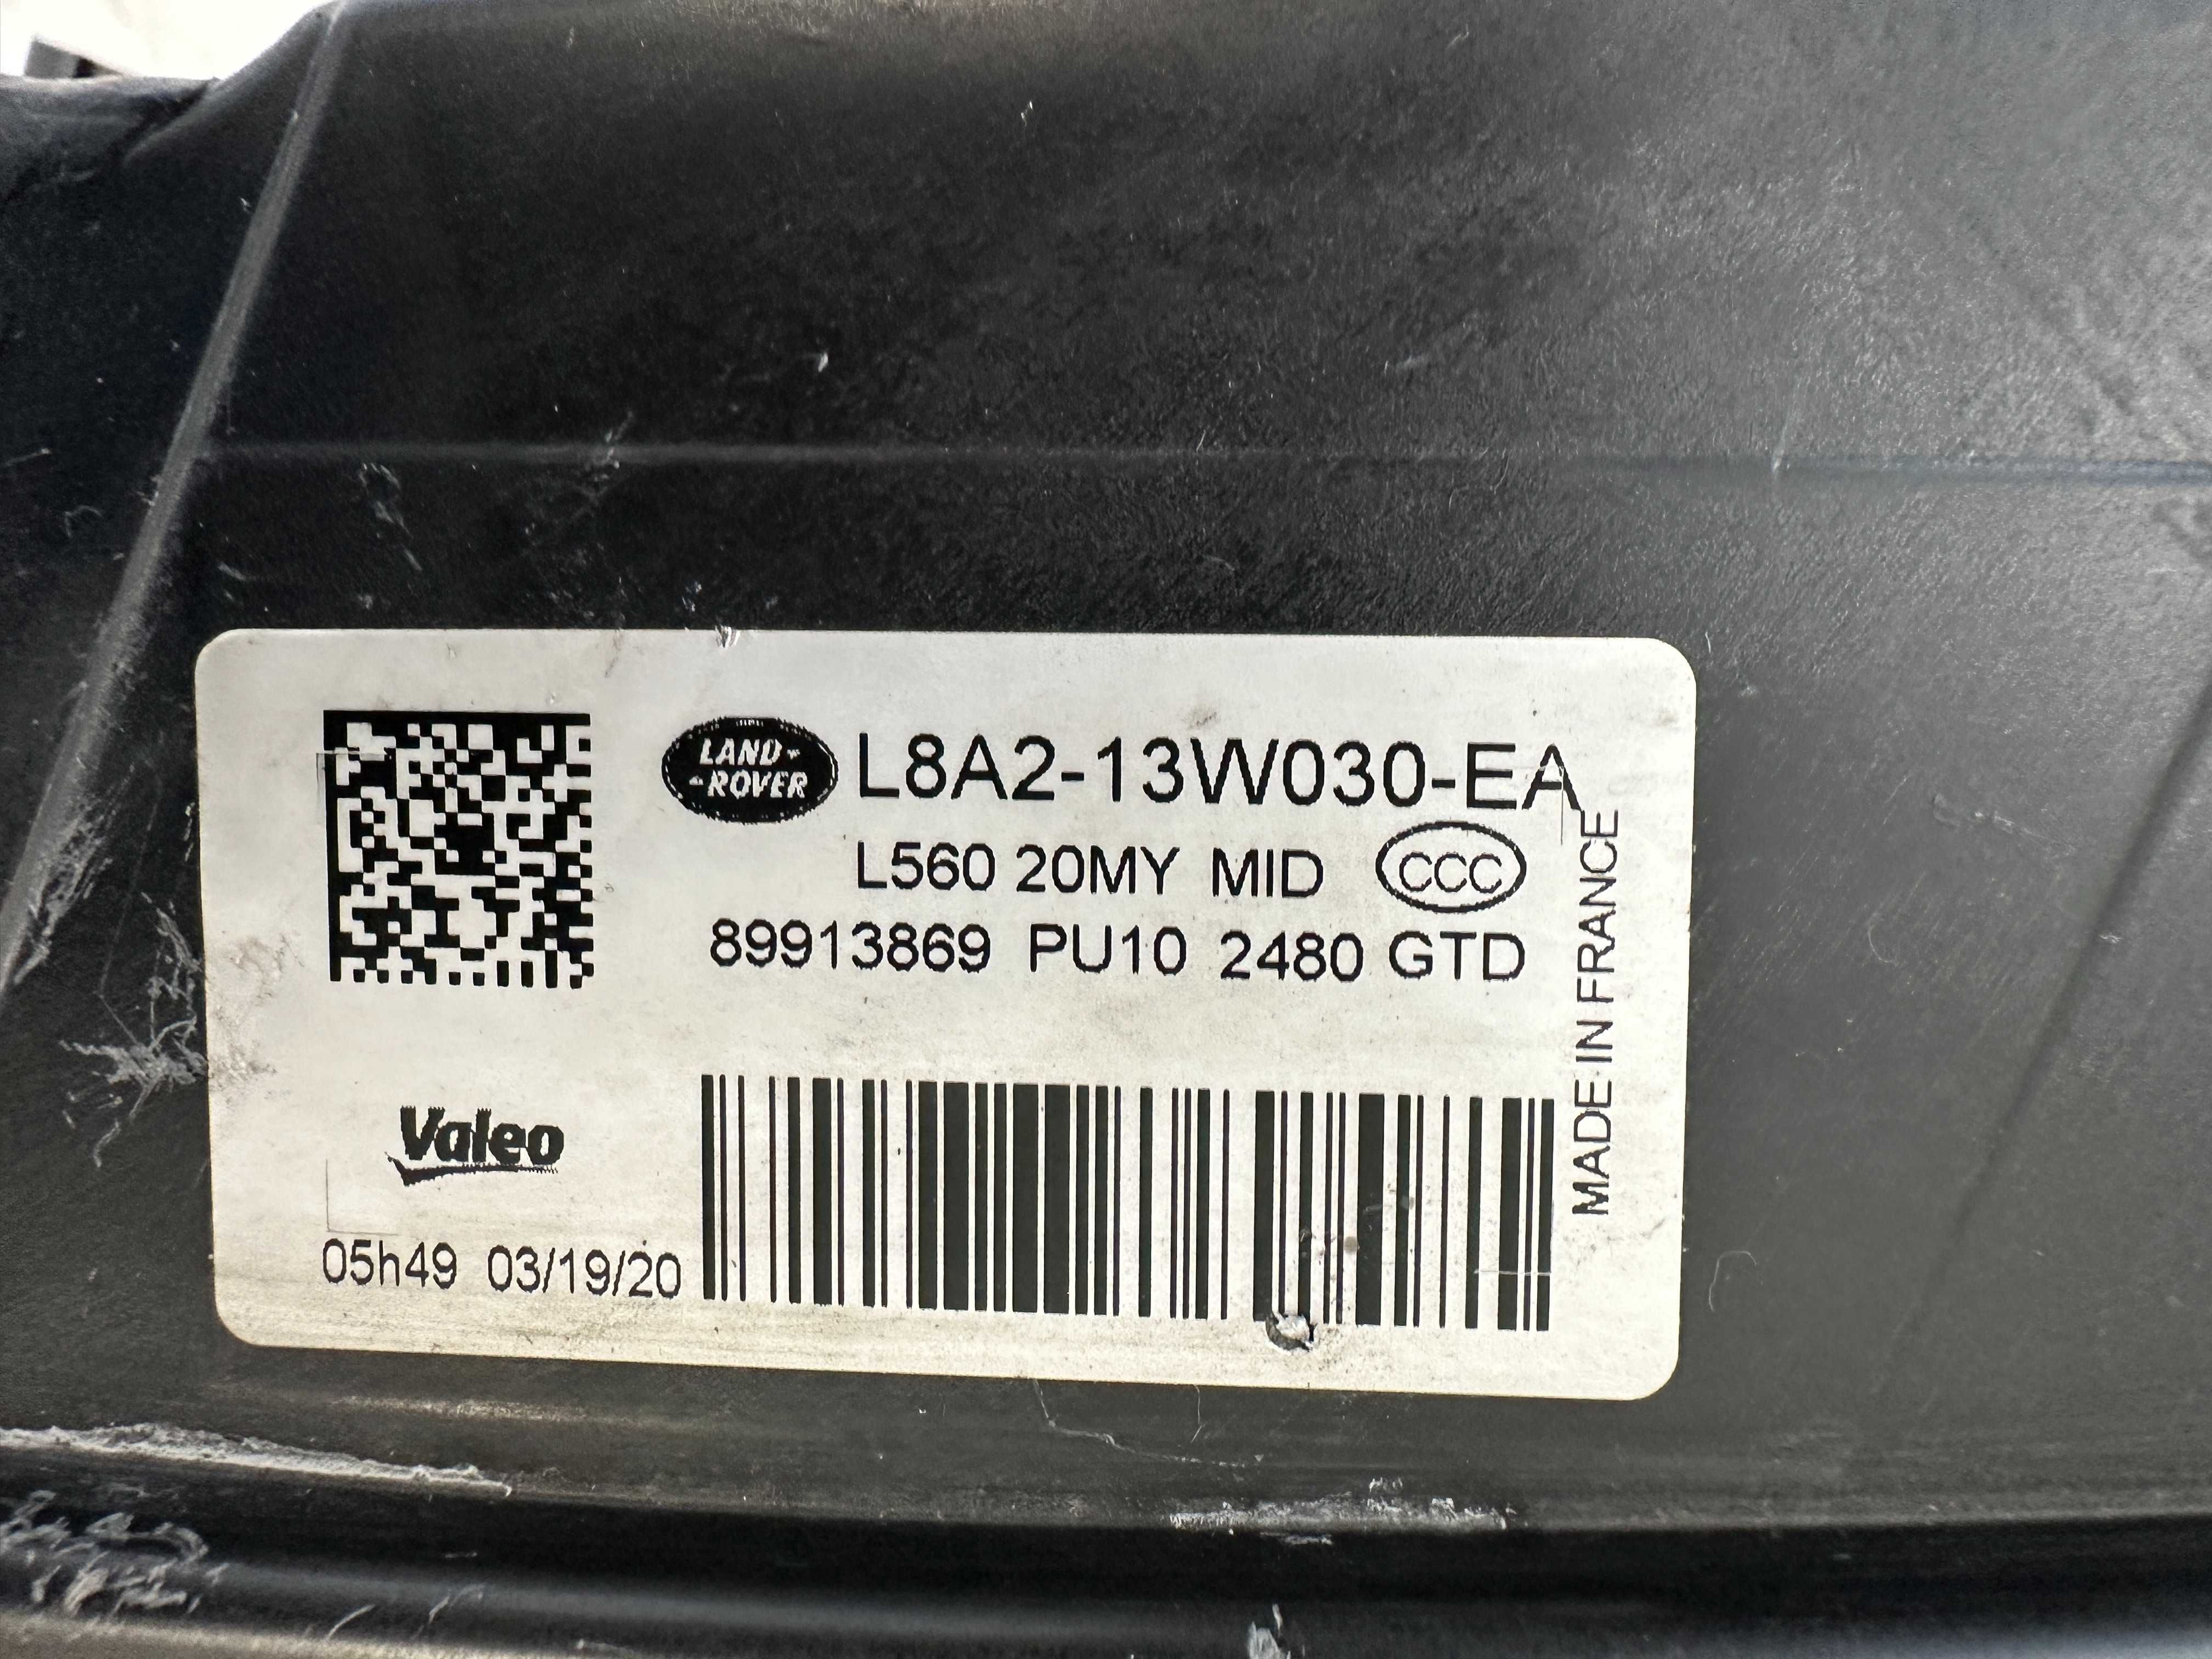 LAND ROVER
L8A2-13W030-EA
L560 20MY MID CCC
89913869 PU10 2480 GTD
MADE IN FRANCE
Valeo
05h49 03/19/20